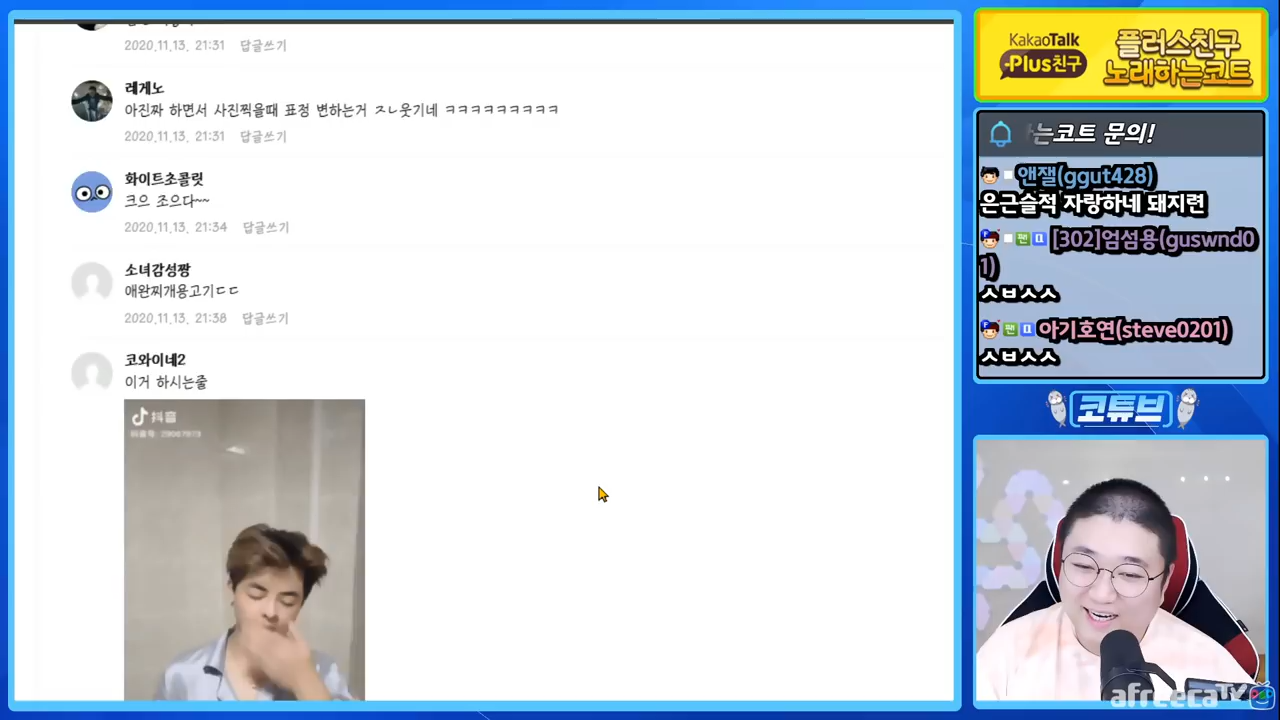 2020.11.13. 21:31 답글쓰기
레게노
아진짜 하면서 사진찍을때 표정 변하는거 ㅈㄴ웃기네 ㅋㅋㅋㅋㅋㅋㅋㅋㅋ
2020.11.13. 21:31 답글쓰기
화이트초콜릿
크으 조으다~~
2020.11.13. 21:34 답글쓰기
소녀감성짱
애완찌개용고기ㄷㄷ
2020.11.13. 21:38 답글쓰기
코와이네2
이거 하시는줄
抖音
KakaoTalk
Plus친구
플러스친구
노래하는코트
는코트 문의!
앤잴(ggut428)
은근슬적 자랑하네 돼지련
팬 [302]엄섬용(guswnd0
1)
ㅅㅂㅅㅅ
팬 아기호연(steve0201)
ㅅㅂㅅㅅ
코튜브
afreecaTV